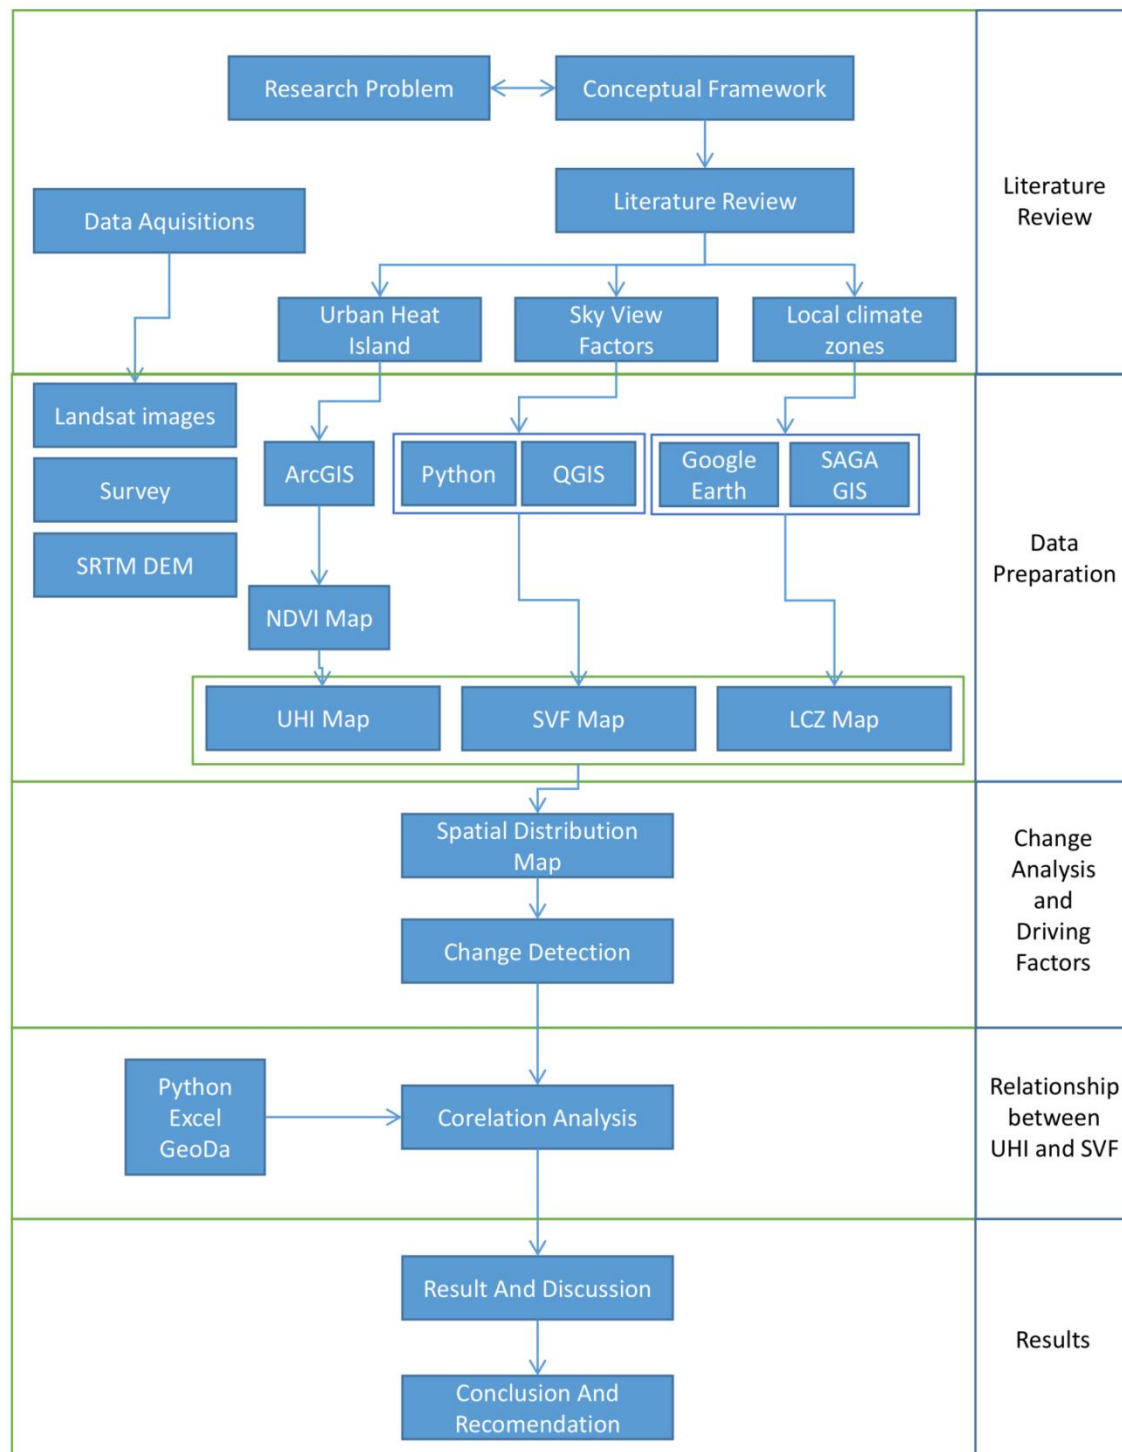 Research Problem
Conceptual Framework
Literature Review
Data Aquisitions
Urban Heat
Island
Sky View
Factors
Local climate
zones
Literature
Review
Landsat images
Survey
SRTM DEM
ArcGIS
Python
QGIS
Google
Earth
SAGA
GIS
NDVI Map
UHI Map
SVF Map
LCZ Map
Data
Preparation
Spatial Distribution
Map
Change Detection
Change
Analysis
and
Driving
Factors
Python
Excel
GeoDa
Corelation Analysis
Relationship
between
UHI and SVF
Result And Discussion
Conclusion And
Recomendation
Results